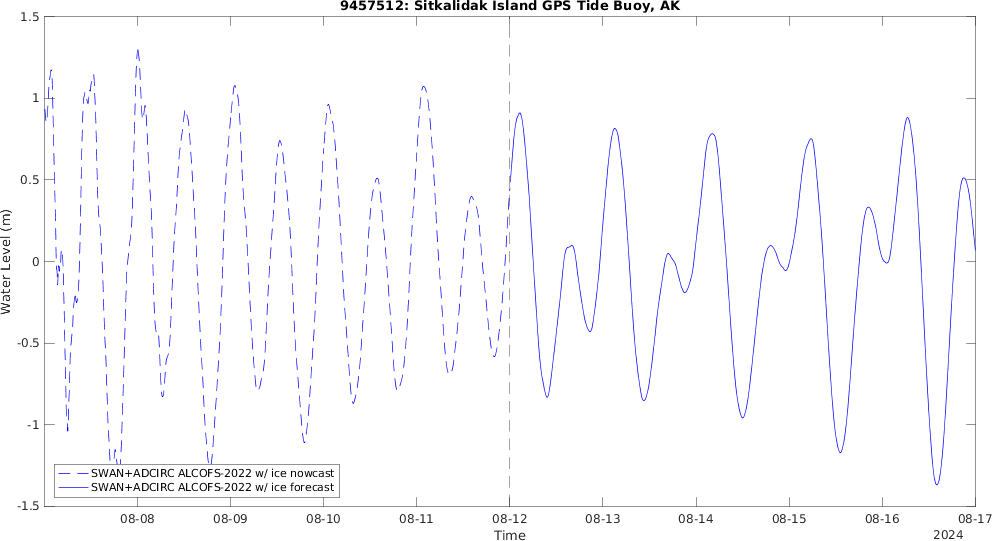 9457512: Sitkalidak Island GPS Tide Buoy, AK
1.5
1
0.5
0
-0.5
-1
-1.5
Water Level (m)
SWAN+ADCIRC ALCOFS-2022 w/ ice nowcast
SWAN+ADCIRC ALCOFS-2022 w/ ice forecast
08-08 08-09 08-10 08-11 08-12 08-13 08-14 08-15 08-16 08-17
Time
2024